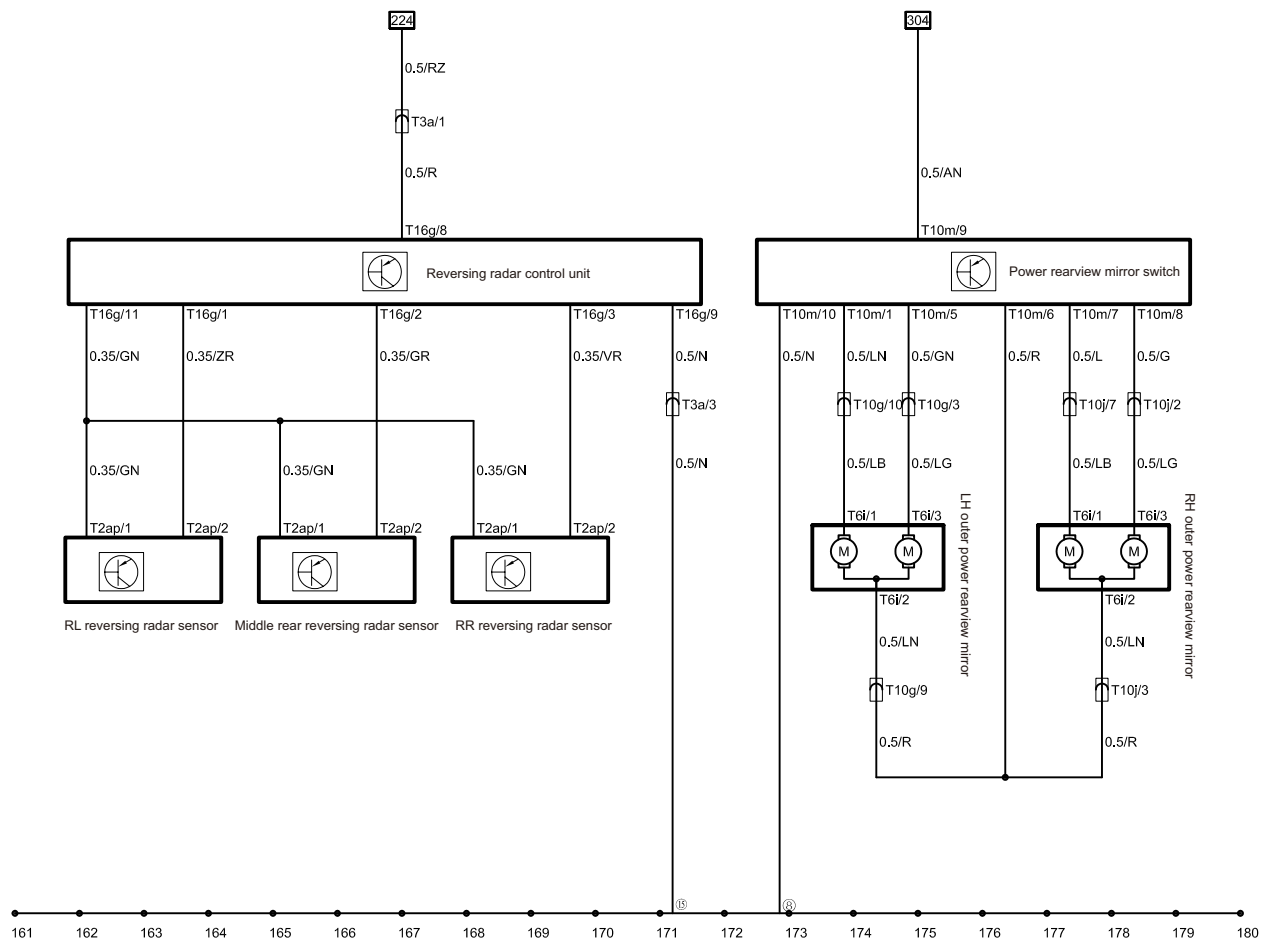 224
304
0.5/RZ
T3a/1
0.5/R
0.5/AN
T16g/8
T10m/9
Reversing radar control unit
Power rearview mirror switch
T16g/11
T16g/1
T16g/2
T16g/3
T16g/9
T10m/10
T10m/1
T10m/5
T10m/6
T10m/7
T10m/8
0.35/GN
0.35/ZR
0.35/GR
0.35/VR
0.5/N
0.5/N
0.5/LN
0.5/GN
0.5/R
0.5/L
0.5/G
T3a/3
T10g/10
T10g/3
T10j/7
T10j/2
0.35/GN
0.35/GN
0.35/GN
0.5/N
0.5/LB
0.5/LG
0.5/LB
0.5/LG
T2ap/1
T2ap/2
T2ap/1
T2ap/2
T2ap/1
T2ap/2
T6i/1
T6i/3
T6i/1
T6i/3
M
M
M
M
LH outer power rearview mirror
RH outer power rearview mirror
T6i/2
T6i/2
RL reversing radar sensor
Middle rear reversing radar sensor
RR reversing radar sensor
0.5/LN
0.5/LN
T10g/9
T10j/3
0.5/R
0.5/R
⑮
⑧
161 162 163 164 165 166 167 168 169 170 171 172 173 174 175 176 177 178 179 180